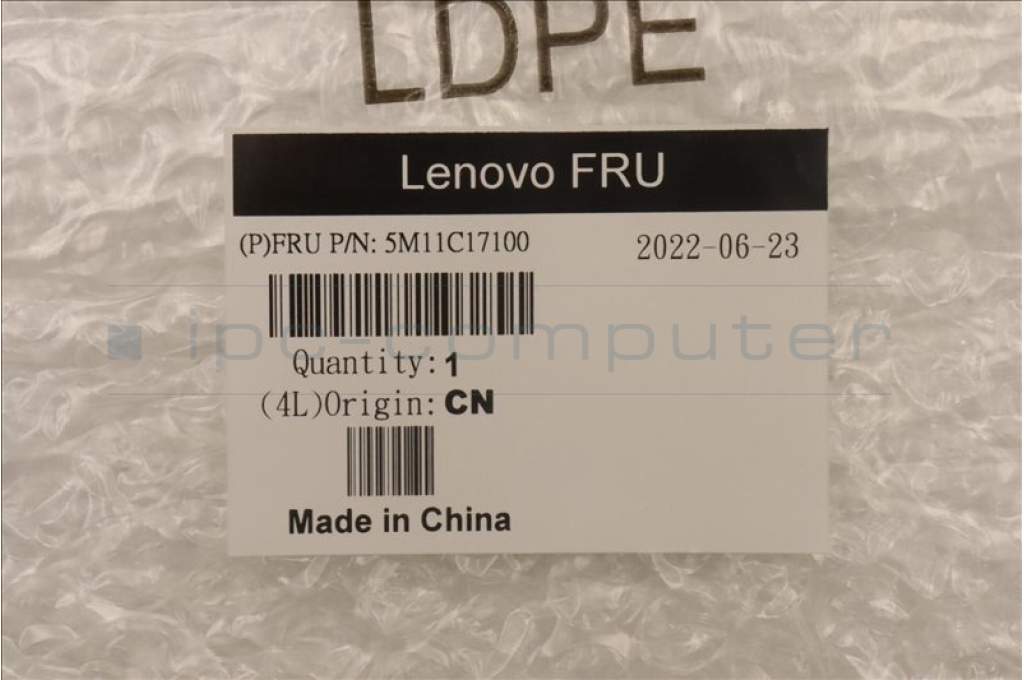 LDPE
Lenovo FRU
(P)FRU P/N: 5M11C17100
2022-06-23
ipc-computer
Quantity: 1
(4L)Origin: CN
Made in China